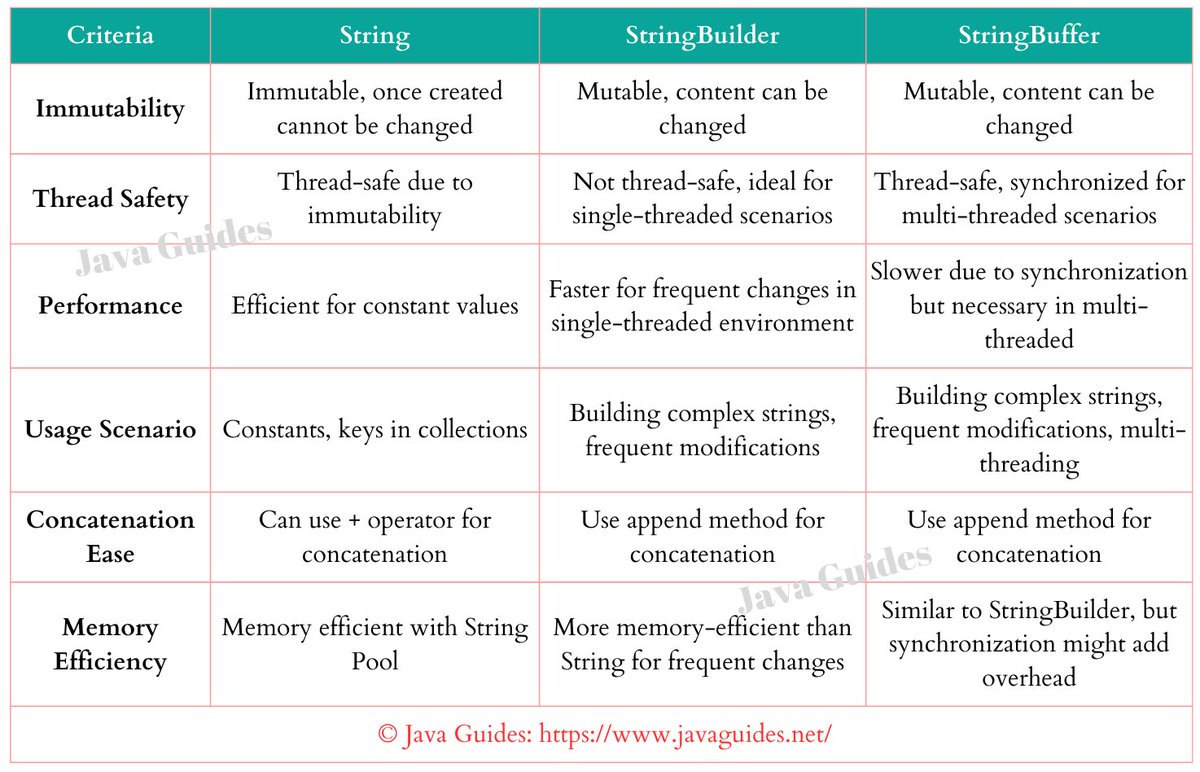 Criteria String StringBuilder StringBuffer
Immutability
Immutable, once created
cannot be changed
Mutable, content can be
changed
Mutable, content can be
changed
Thread Safety
Thread-safe due to
immutability
Not thread-safe, ideal for
single-threaded scenarios
Thread-safe, synchronized for
multi-threaded scenarios
Java Guides
Performance
Efficient for constant values
Faster for frequent changes in
single-threaded environment
Slower due to synchronization
but necessary in multi-
threaded
Usage Scenario
Constants, keys in collections
Building complex strings,
frequent modifications
Building complex strings,
frequent modifications, multi-
threading
Concatenation
Ease
Can use + operator for
concatenation
Use append method for
concatenation
Use append method for
concatenation
Java Guides
Memory
Efficiency
Memory efficient with String
Pool
More memory-efficient than
String for frequent changes
Similar to StringBuilder, but
synchronization might add
overhead
© Java Guides: https://www.javaguides.net/